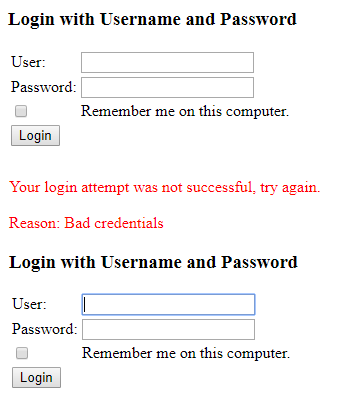 Login with Username and Password
User:
Password:
Remember me on this computer.
Login
Your login attempt was not successful, try again.
Reason: Bad credentials
Login with Username and Password
User:
Password:
Remember me on this computer.
Login